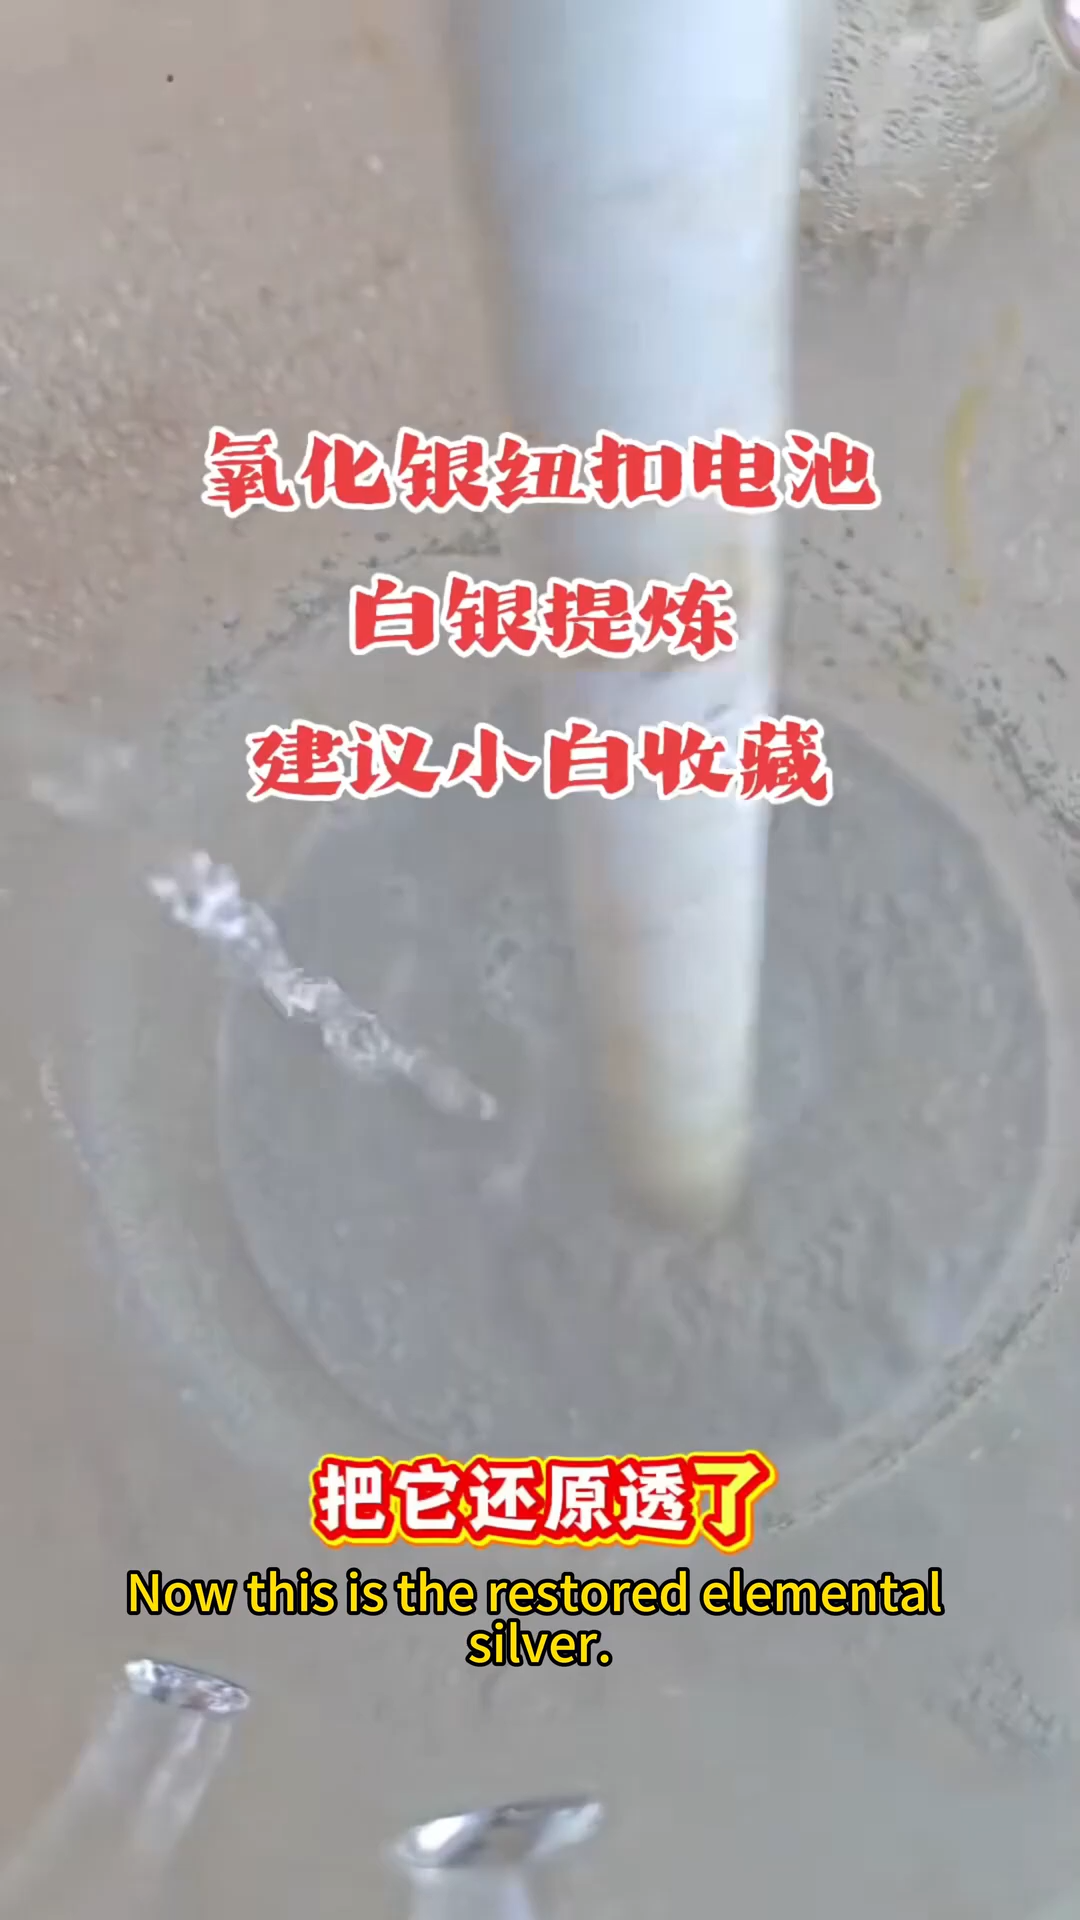 氧化银纽扣电池
白银提炼
建议小白收藏
把它还原透了
Now this is the restored elemental
silver.